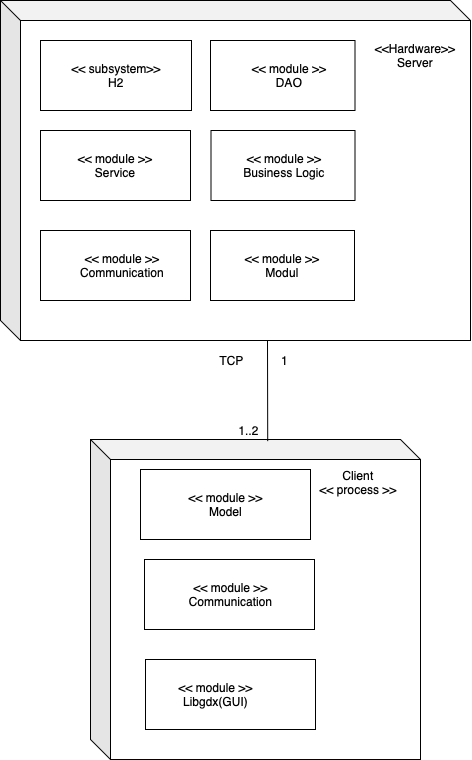 << subsystem>>
H2
<< module >>
DAO
<<Hardware>>
Server
<< module >>
Service
<< module >>
Business Logic
<< module >>
Communication
<< module >>
Modul
TCP
1
1..2
Client
<< process >>
<< module >>
Model
<< module >>
Communication
<< module >>
Libgdx(GUI)